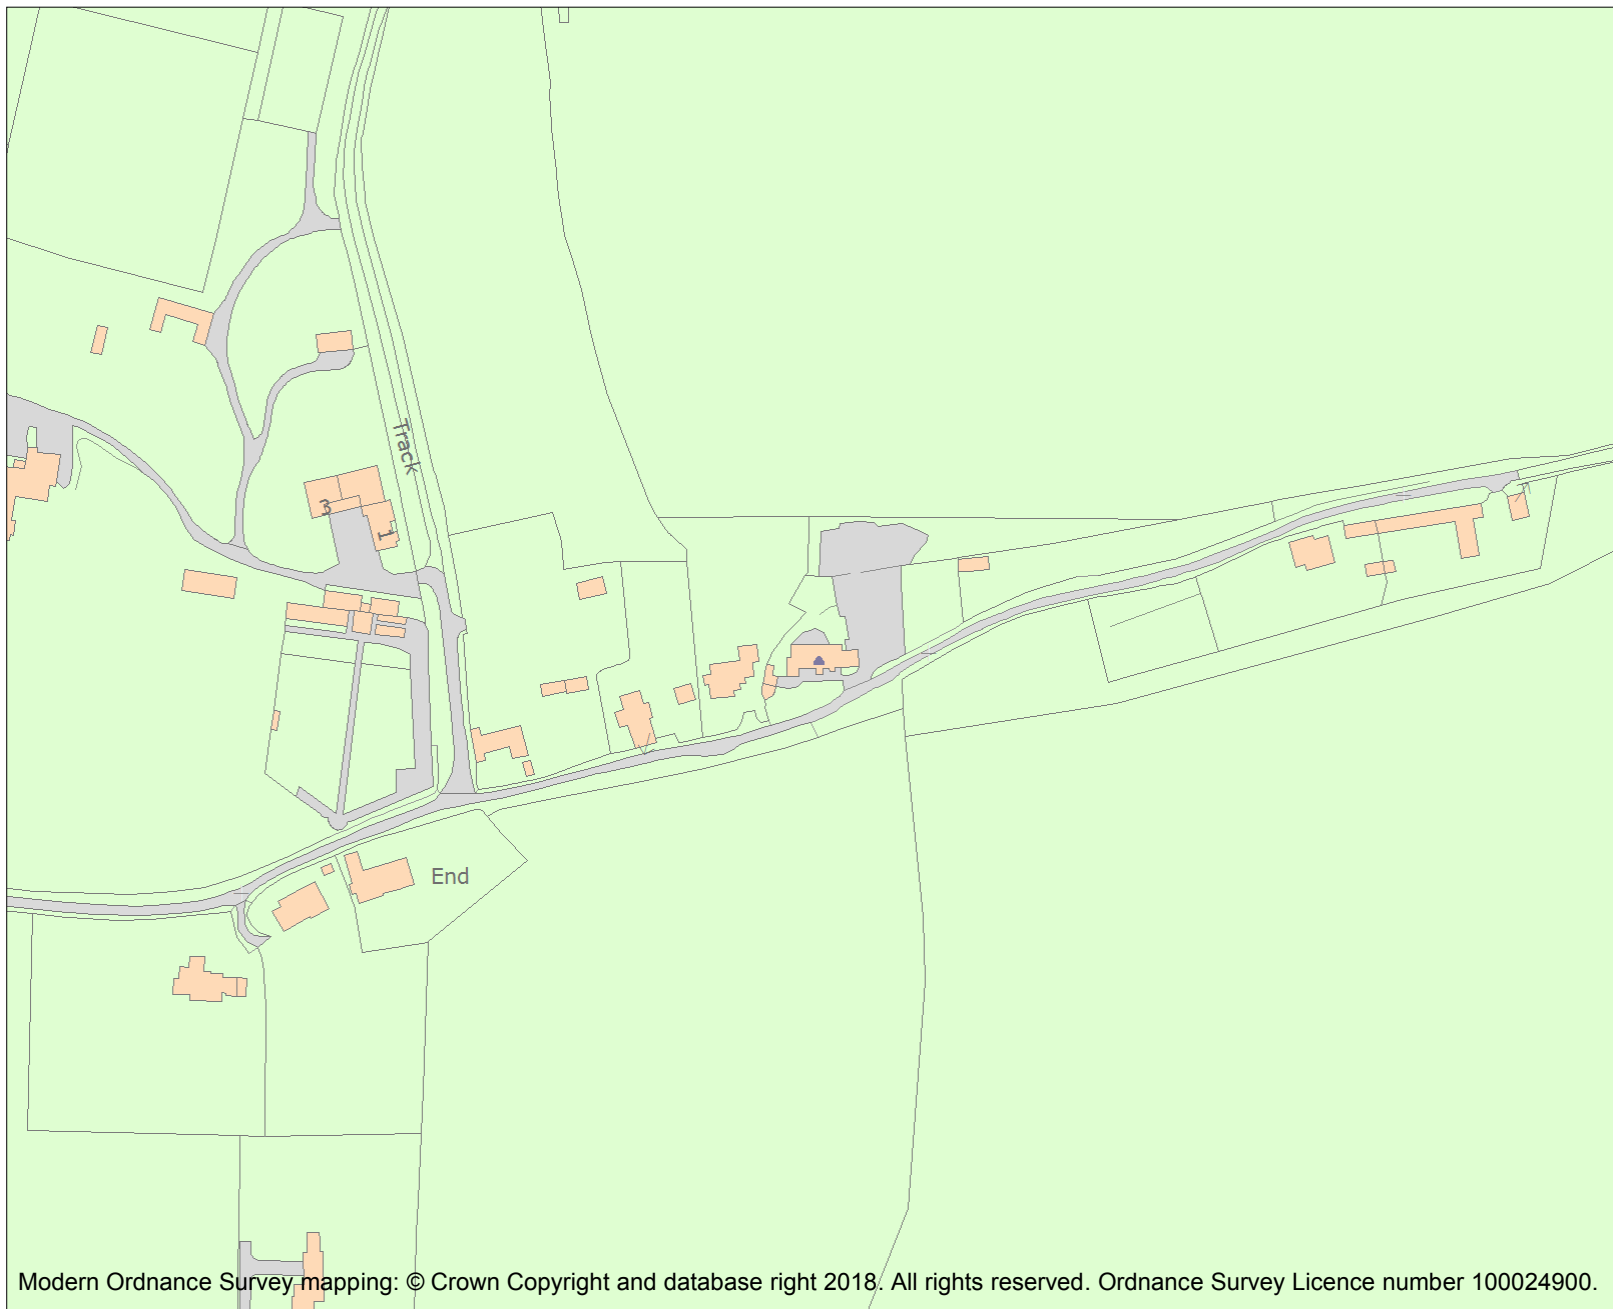 Track
3
1
End
Modern Ordnance Survey mapping: © Crown Copyright and database right 2018. All rights reserved. Ordnance Survey Licence number 100024900.